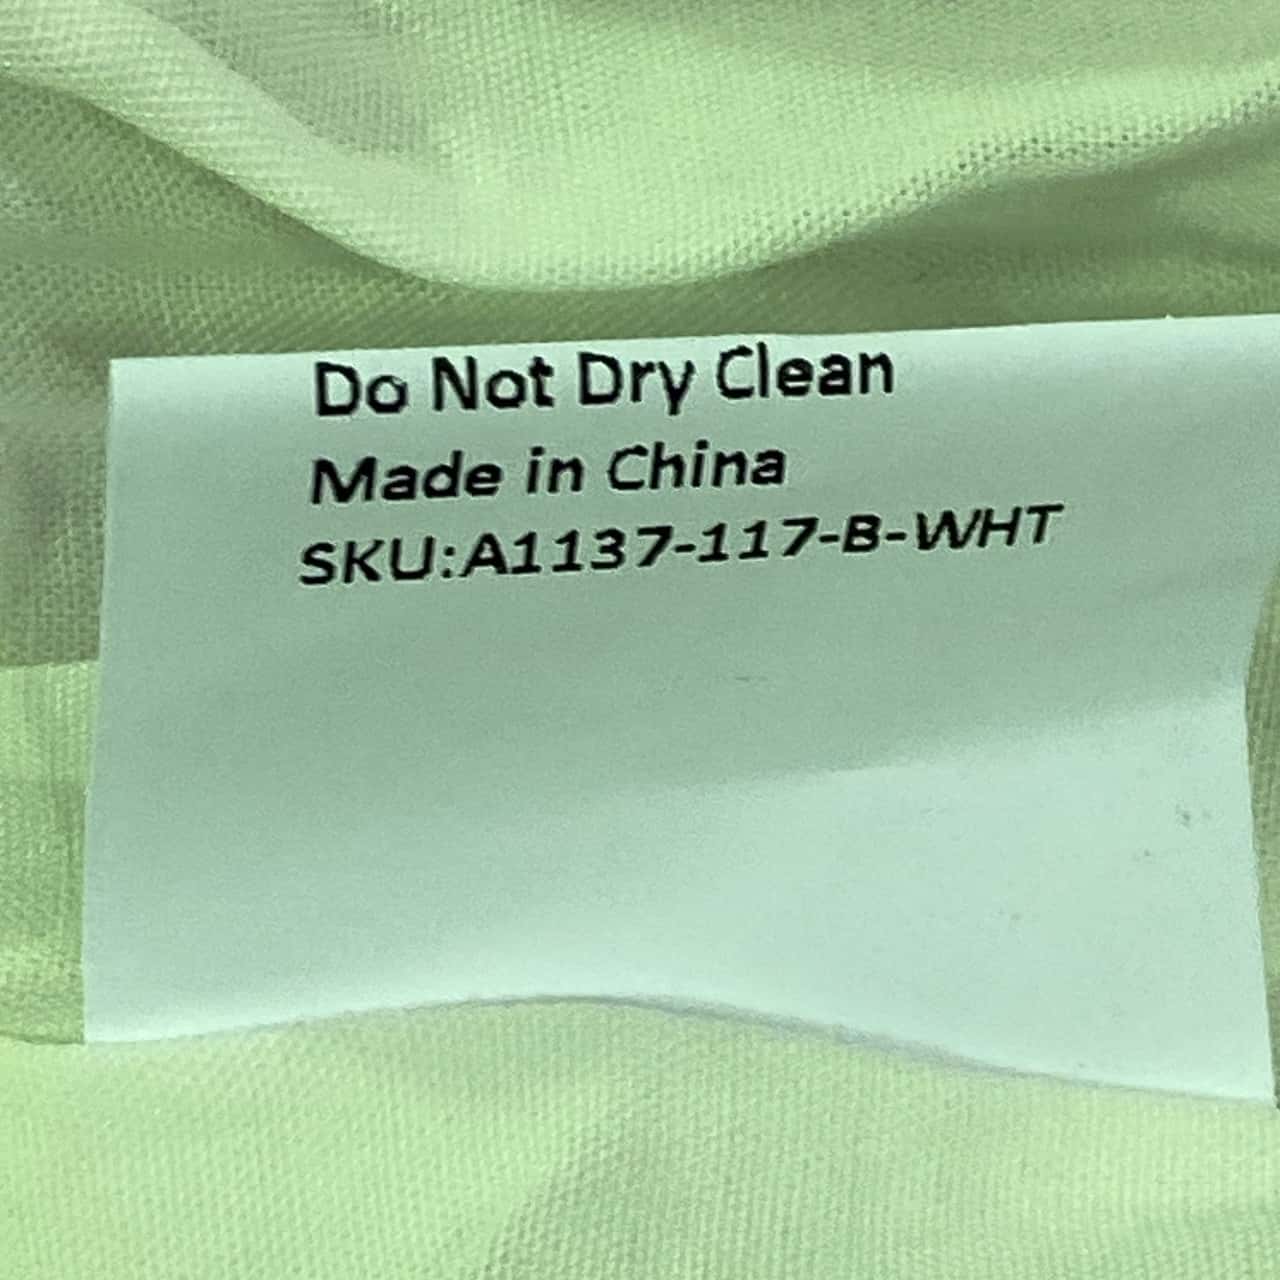 Do Not Dry Clean
Made in China
SKU:A1137-117-B-WHT